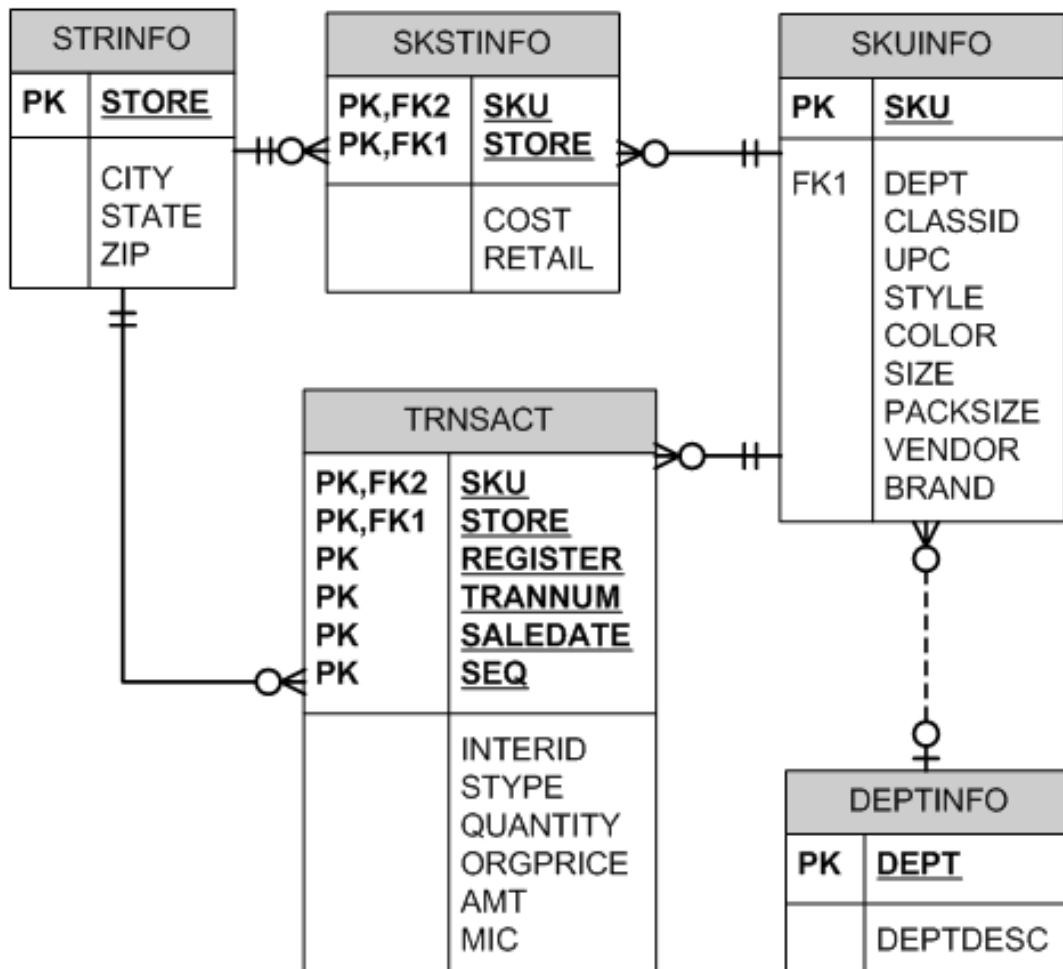 STRINFO
PK STORE
CITY
STATE
ZIP
SKSTINFO
PK,FK2 SKU
PK,FK1 STORE
COST
RETAIL
SKUINFO
PK SKU
FK1 DEPT
CLASSID
UPC
STYLE
COLOR
SIZE
PACKSIZE
VENDOR
BRAND
TRNSACT
PK,FK2 SKU
PK,FK1 STORE
PK REGISTER
PK TRANNUM
PK SALEDATE
PK SEQ
INTERID
STYPE
QUANTITY
ORGPRICE
AMT
MIC
DEPTINFO
PK DEPT
DEPTDESC